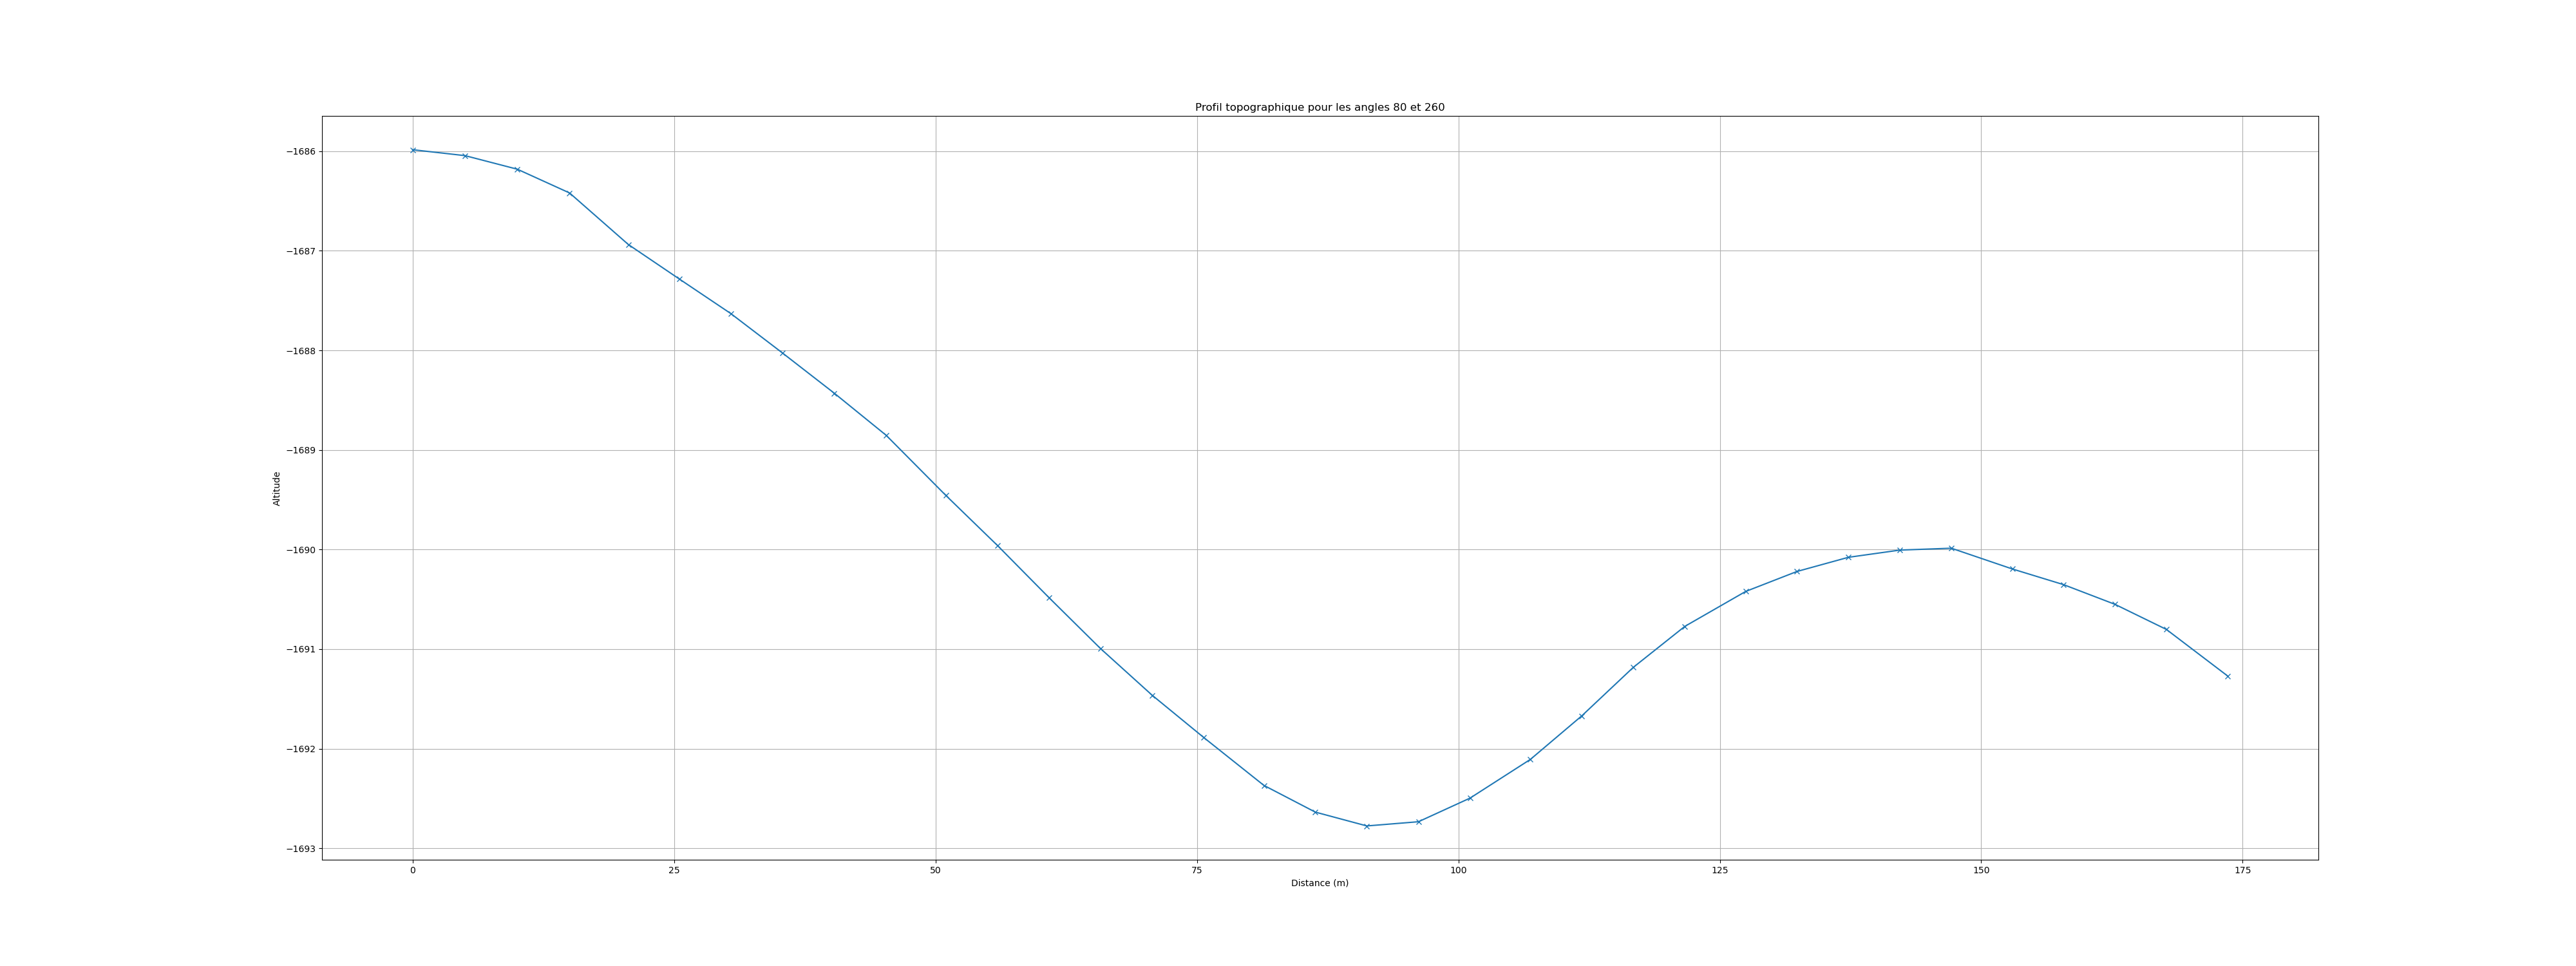 Profil topographique pour les angles 80 et 260
−1686
−1687
−1688
−1689
−1690
−1691
−1692
−1693
Altitude
0 25 50 75 100 125 150 175
Distance (m)